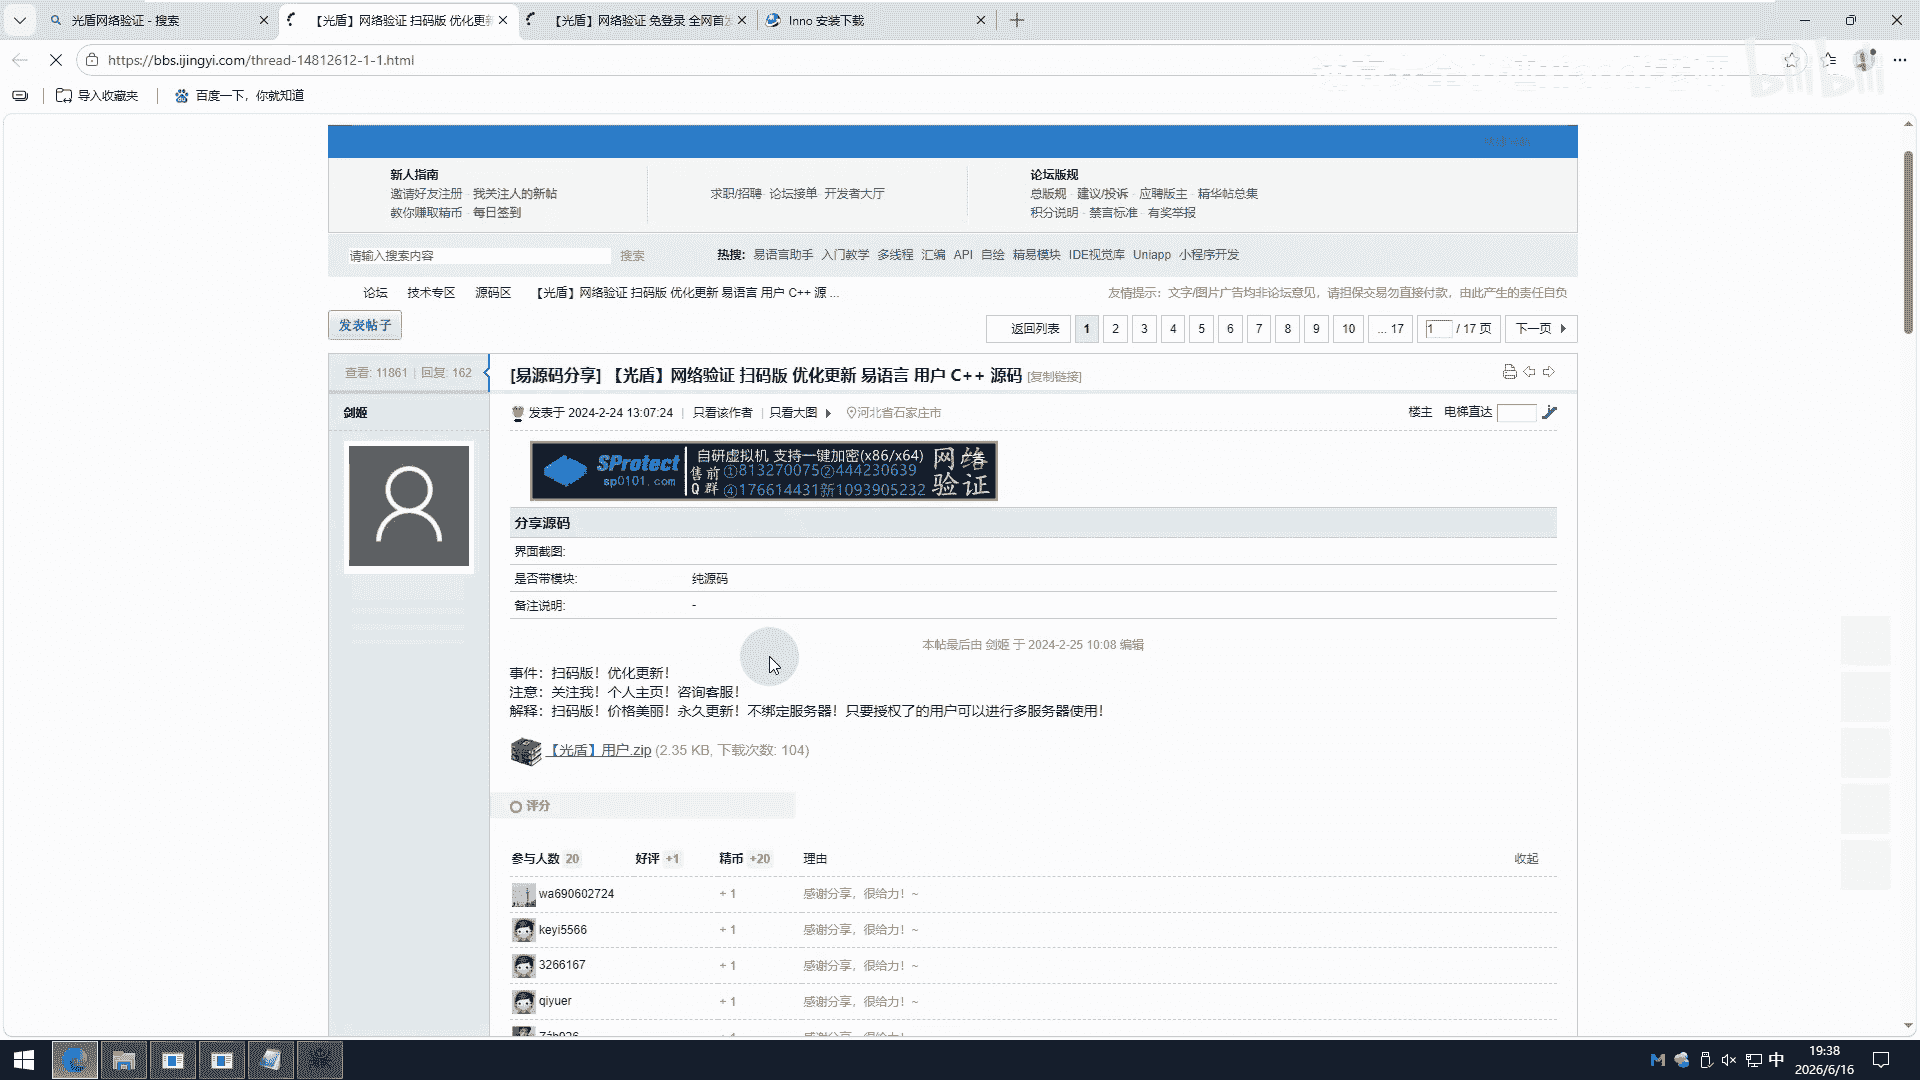 光盾网络验证 - 搜索
【光盾】网络验证 扫码版 优化更新
【光盾】网络验证 免登录 全网首发
Inno 安装下载
https://bbs.ijingyi.com/thread-14812612-1-1.html
导入收藏夹
百度一下，你就知道
新人指南
邀请好友注册 - 我关注人的新帖
教你赚取精币 - 每日签到
求职/招聘- 论坛接单- 开发者大厅
论坛版规
总版规 - 建议/投诉 - 应聘版主 - 精华帖总集
积分说明 - 禁言标准 - 有奖举报
请输入搜索内容
搜索
热搜: 易语言助手 入门教学 多线程 汇编 API 自绘 精易模块 IDE视觉库 Uniapp 小程序开发
论坛 技术专区 源码区 【光盾】网络验证 扫码版 优化更新 易语言 用户 C++ 源 ...
友情提示：文字/图片广告均非论坛意见，请担保交易勿直接付款，由此产生的责任自负
发表帖子
返回列表 1 2 3 4 5 6 7 8 9 10 ... 17 1 / 17 页 下一页
查看: 11861 | 回复: 162
[易源码分享] 【光盾】网络验证 扫码版 优化更新 易语言 用户 C++ 源码 [复制链接]
剑姬
发表于 2024-2-24 13:07:24 | 只看该作者 | 只看大图 河北省石家庄市
楼主 电梯直达
SProtect
sp0101.com
自研虚拟机 支持一键加密(x86/x64)
售前Q群
①813270075②444230639
④176614431新1093905232
网络验证
分享源码
界面截图:
是否带模块: 纯源码
备注说明: -
本帖最后由 剑姬 于 2024-2-25 10:08 编辑
事件：扫码版！优化更新！
注意：关注我！个人主页！咨询客服！
解释：扫码版！价格美丽！永久更新！不绑定服务器！只要授权了的用户可以进行多服务器使用！
【光盾】用户.zip (2.35 KB, 下载次数: 104)
评分
参与人数 20 好评 +1 精币 +20 理由 收起
wa690602724 + 1 感谢分享，很给力！~
keyi5566 + 1 感谢分享，很给力！~
3266167 + 1 感谢分享，很给力！~
qiyuer + 1 感谢分享，很给力！~
中
19:38
2026/6/16
bilibili